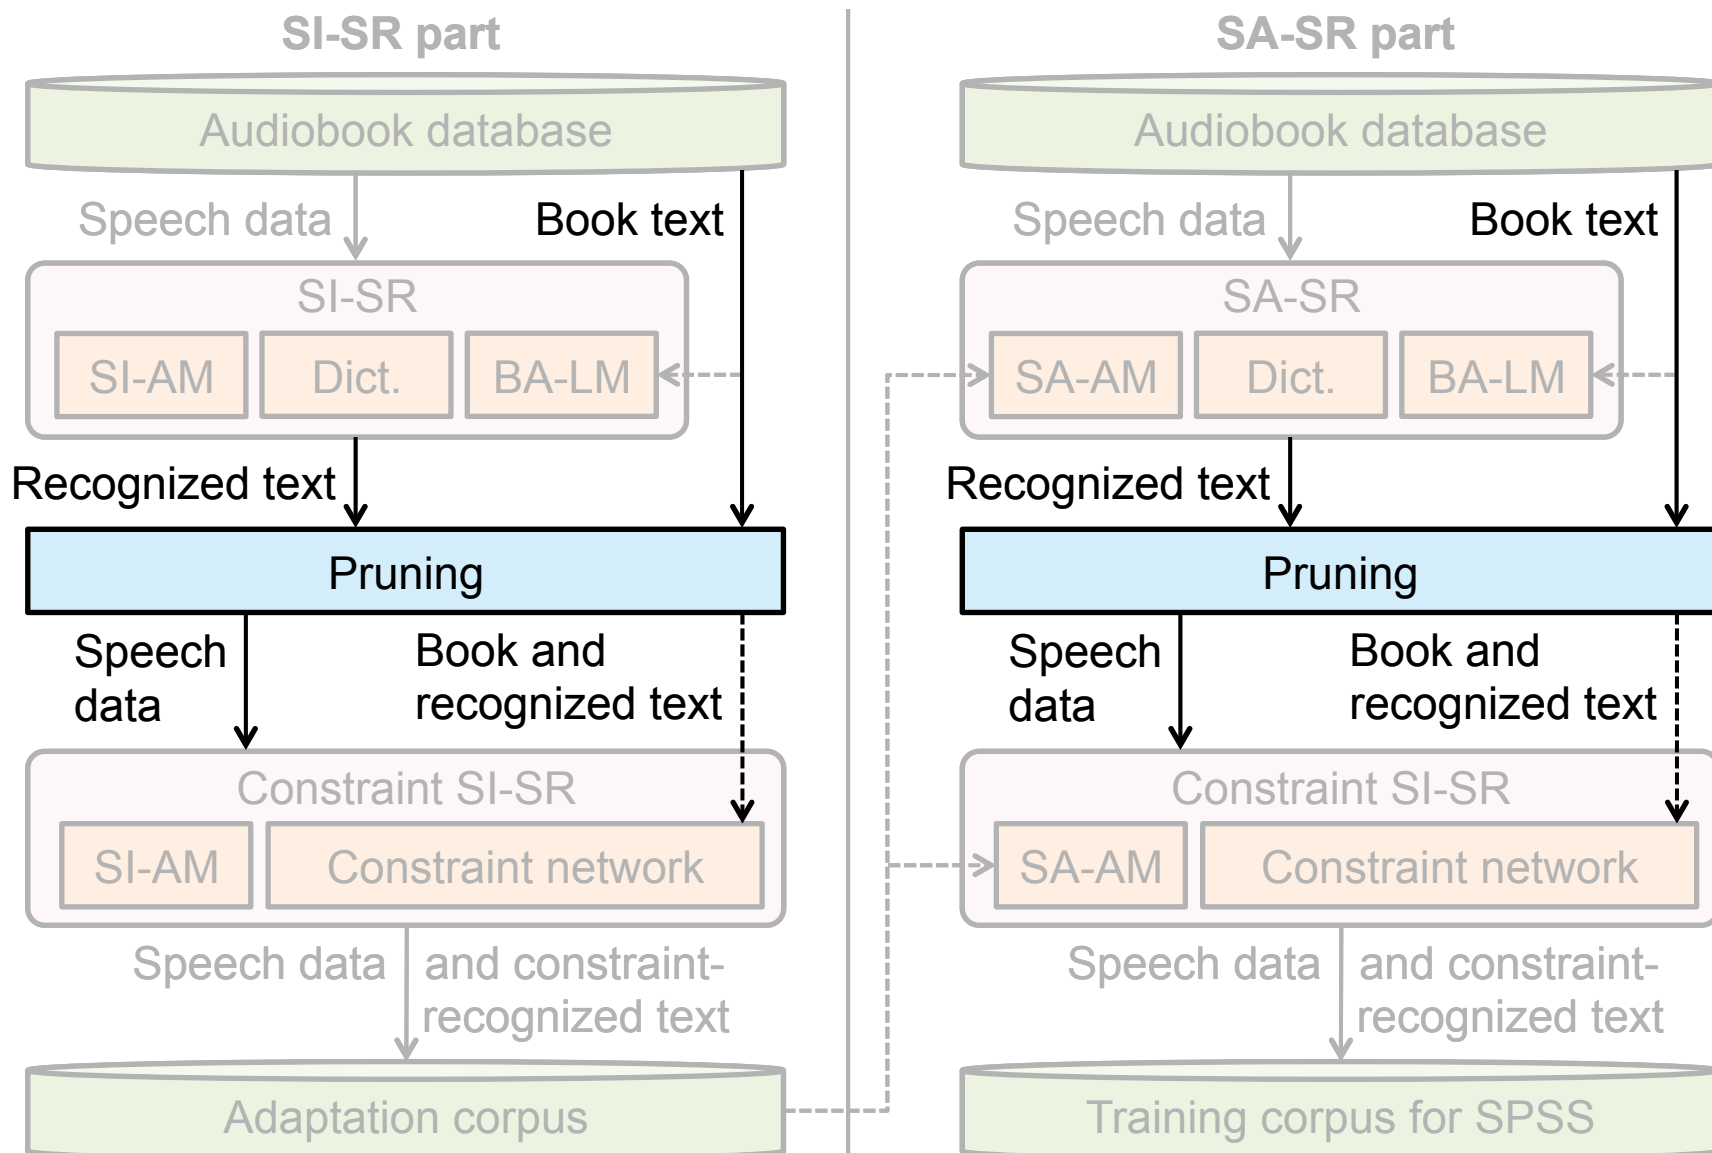 SI-SR part
Audiobook database
Speech data
Book text
SI-SR
SI-AM
Dict.
BA-LM
Recognized text
Pruning
Speech
data
Book and
recognized text
Constraint SI-SR
SI-AM
Constraint network
Speech data
and constraint-
recognized text
Adaptation corpus
SA-SR part
Audiobook database
Speech data
Book text
SA-SR
SA-AM
Dict.
BA-LM
Recognized text
Pruning
Speech
data
Book and
recognized text
Constraint SI-SR
SA-AM
Constraint network
Speech data
and constraint-
recognized text
Training corpus for SPSS